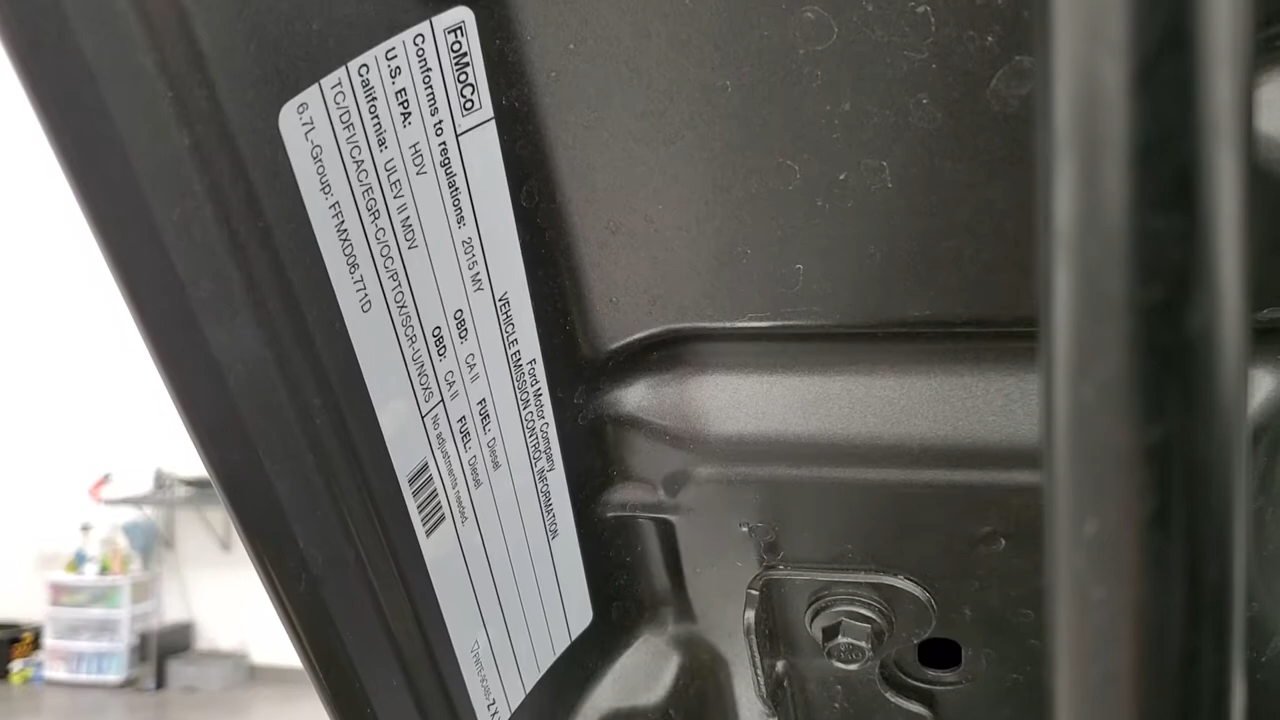 FoMoCo
Ford Motor Company
VEHICLE EMISSION CONTROL INFORMATION
Conforms to regulations: 2015 MY
U.S. EPA: HDV OBD: CA II FUEL: Diesel
California: ULEV II MDV OBD: CA II FUEL: Diesel
TC/DFI/CAC/EGR-C/OC/PTOX/SCR-U/NOXS No adjustments needed.
6.7L-Group: FFMXD06.771D